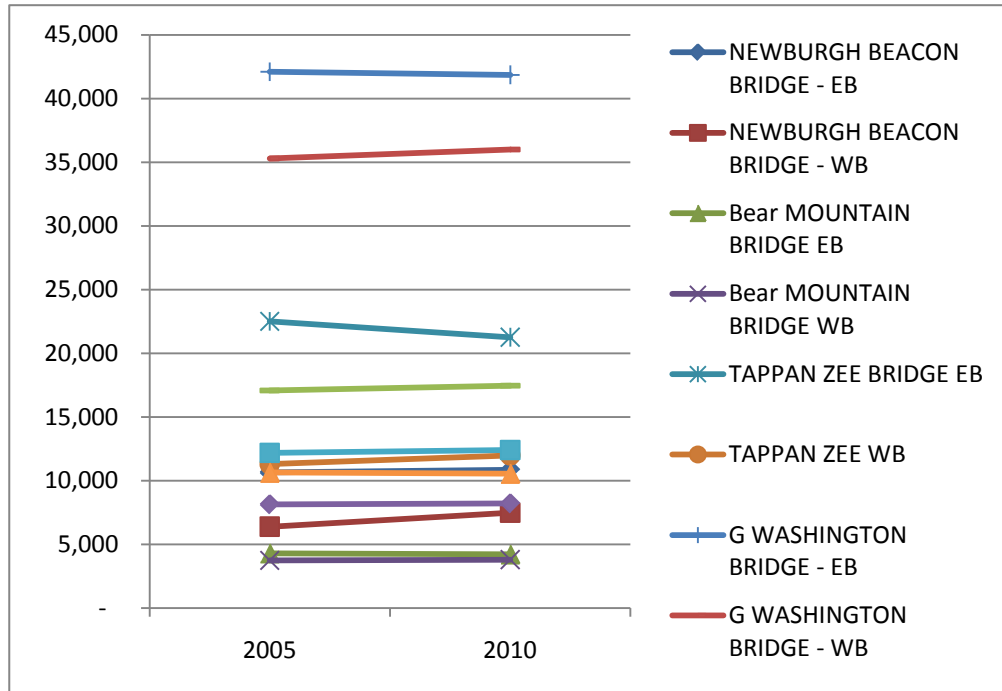 45,000
40,000
35,000
30,000
25,000
20,000
15,000
10,000
5,000
-
2005
2010
NEWBURGH BEACON
BRIDGE - EB
NEWBURGH BEACON
BRIDGE - WB
Bear MOUNTAIN
BRIDGE EB
Bear MOUNTAIN
BRIDGE WB
TAPPAN ZEE BRIDGE EB
TAPPAN ZEE WB
G WASHINGTON
BRIDGE - EB
G WASHINGTON
BRIDGE - WB